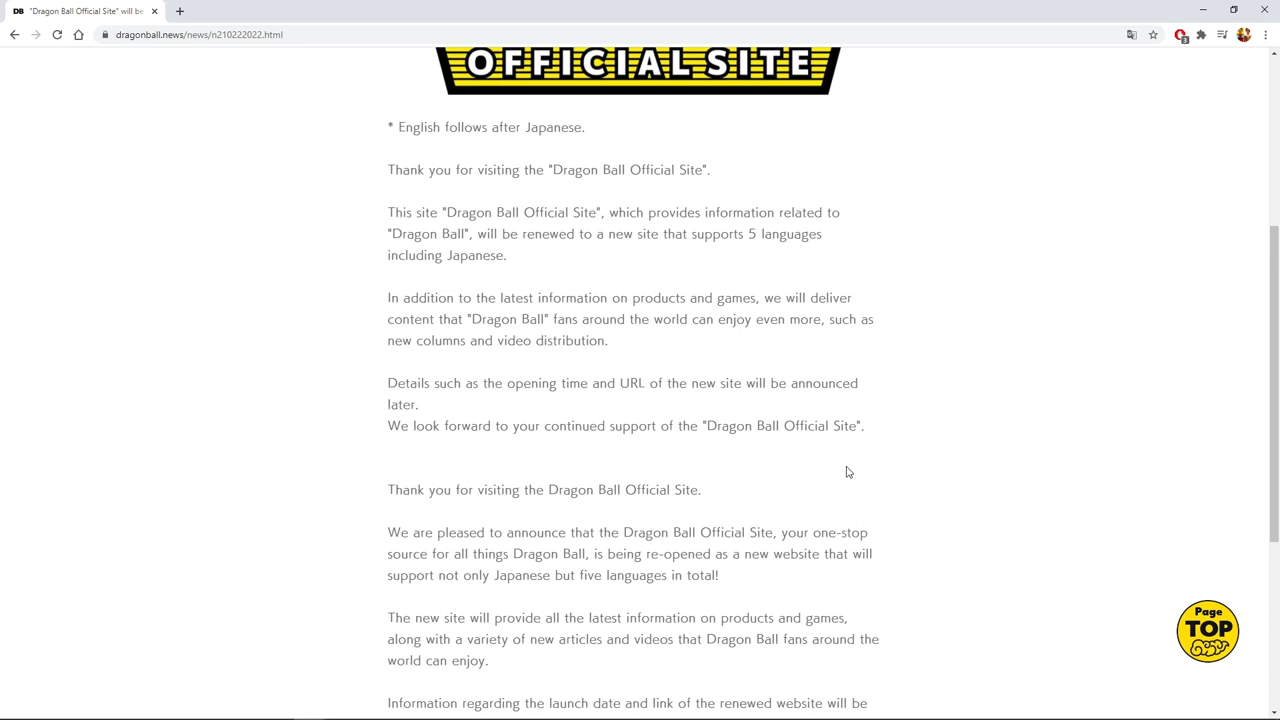 DB "Dragon Ball Official Site" will be
dragonball.news/news/n210222022.html
3
OFFICIAL SITE
* English follows after Japanese.
Thank you for visiting the "Dragon Ball Official Site".
This site "Dragon Ball Official Site", which provides information related to
"Dragon Ball", will be renewed to a new site that supports 5 languages
including Japanese.
In addition to the latest information on products and games, we will deliver
content that "Dragon Ball" fans around the world can enjoy even more, such as
new columns and video distribution.
Details such as the opening time and URL of the new site will be announced
later.
We look forward to your continued support of the "Dragon Ball Official Site".
Thank you for visiting the Dragon Ball Official Site.
We are pleased to announce that the Dragon Ball Official Site, your one-stop
source for all things Dragon Ball, is being re-opened as a new website that will
support not only Japanese but five languages in total!
The new site will provide all the latest information on products and games,
along with a variety of new articles and videos that Dragon Ball fans around the
world can enjoy.
Information regarding the launch date and link of the renewed website will be
Page
TOP